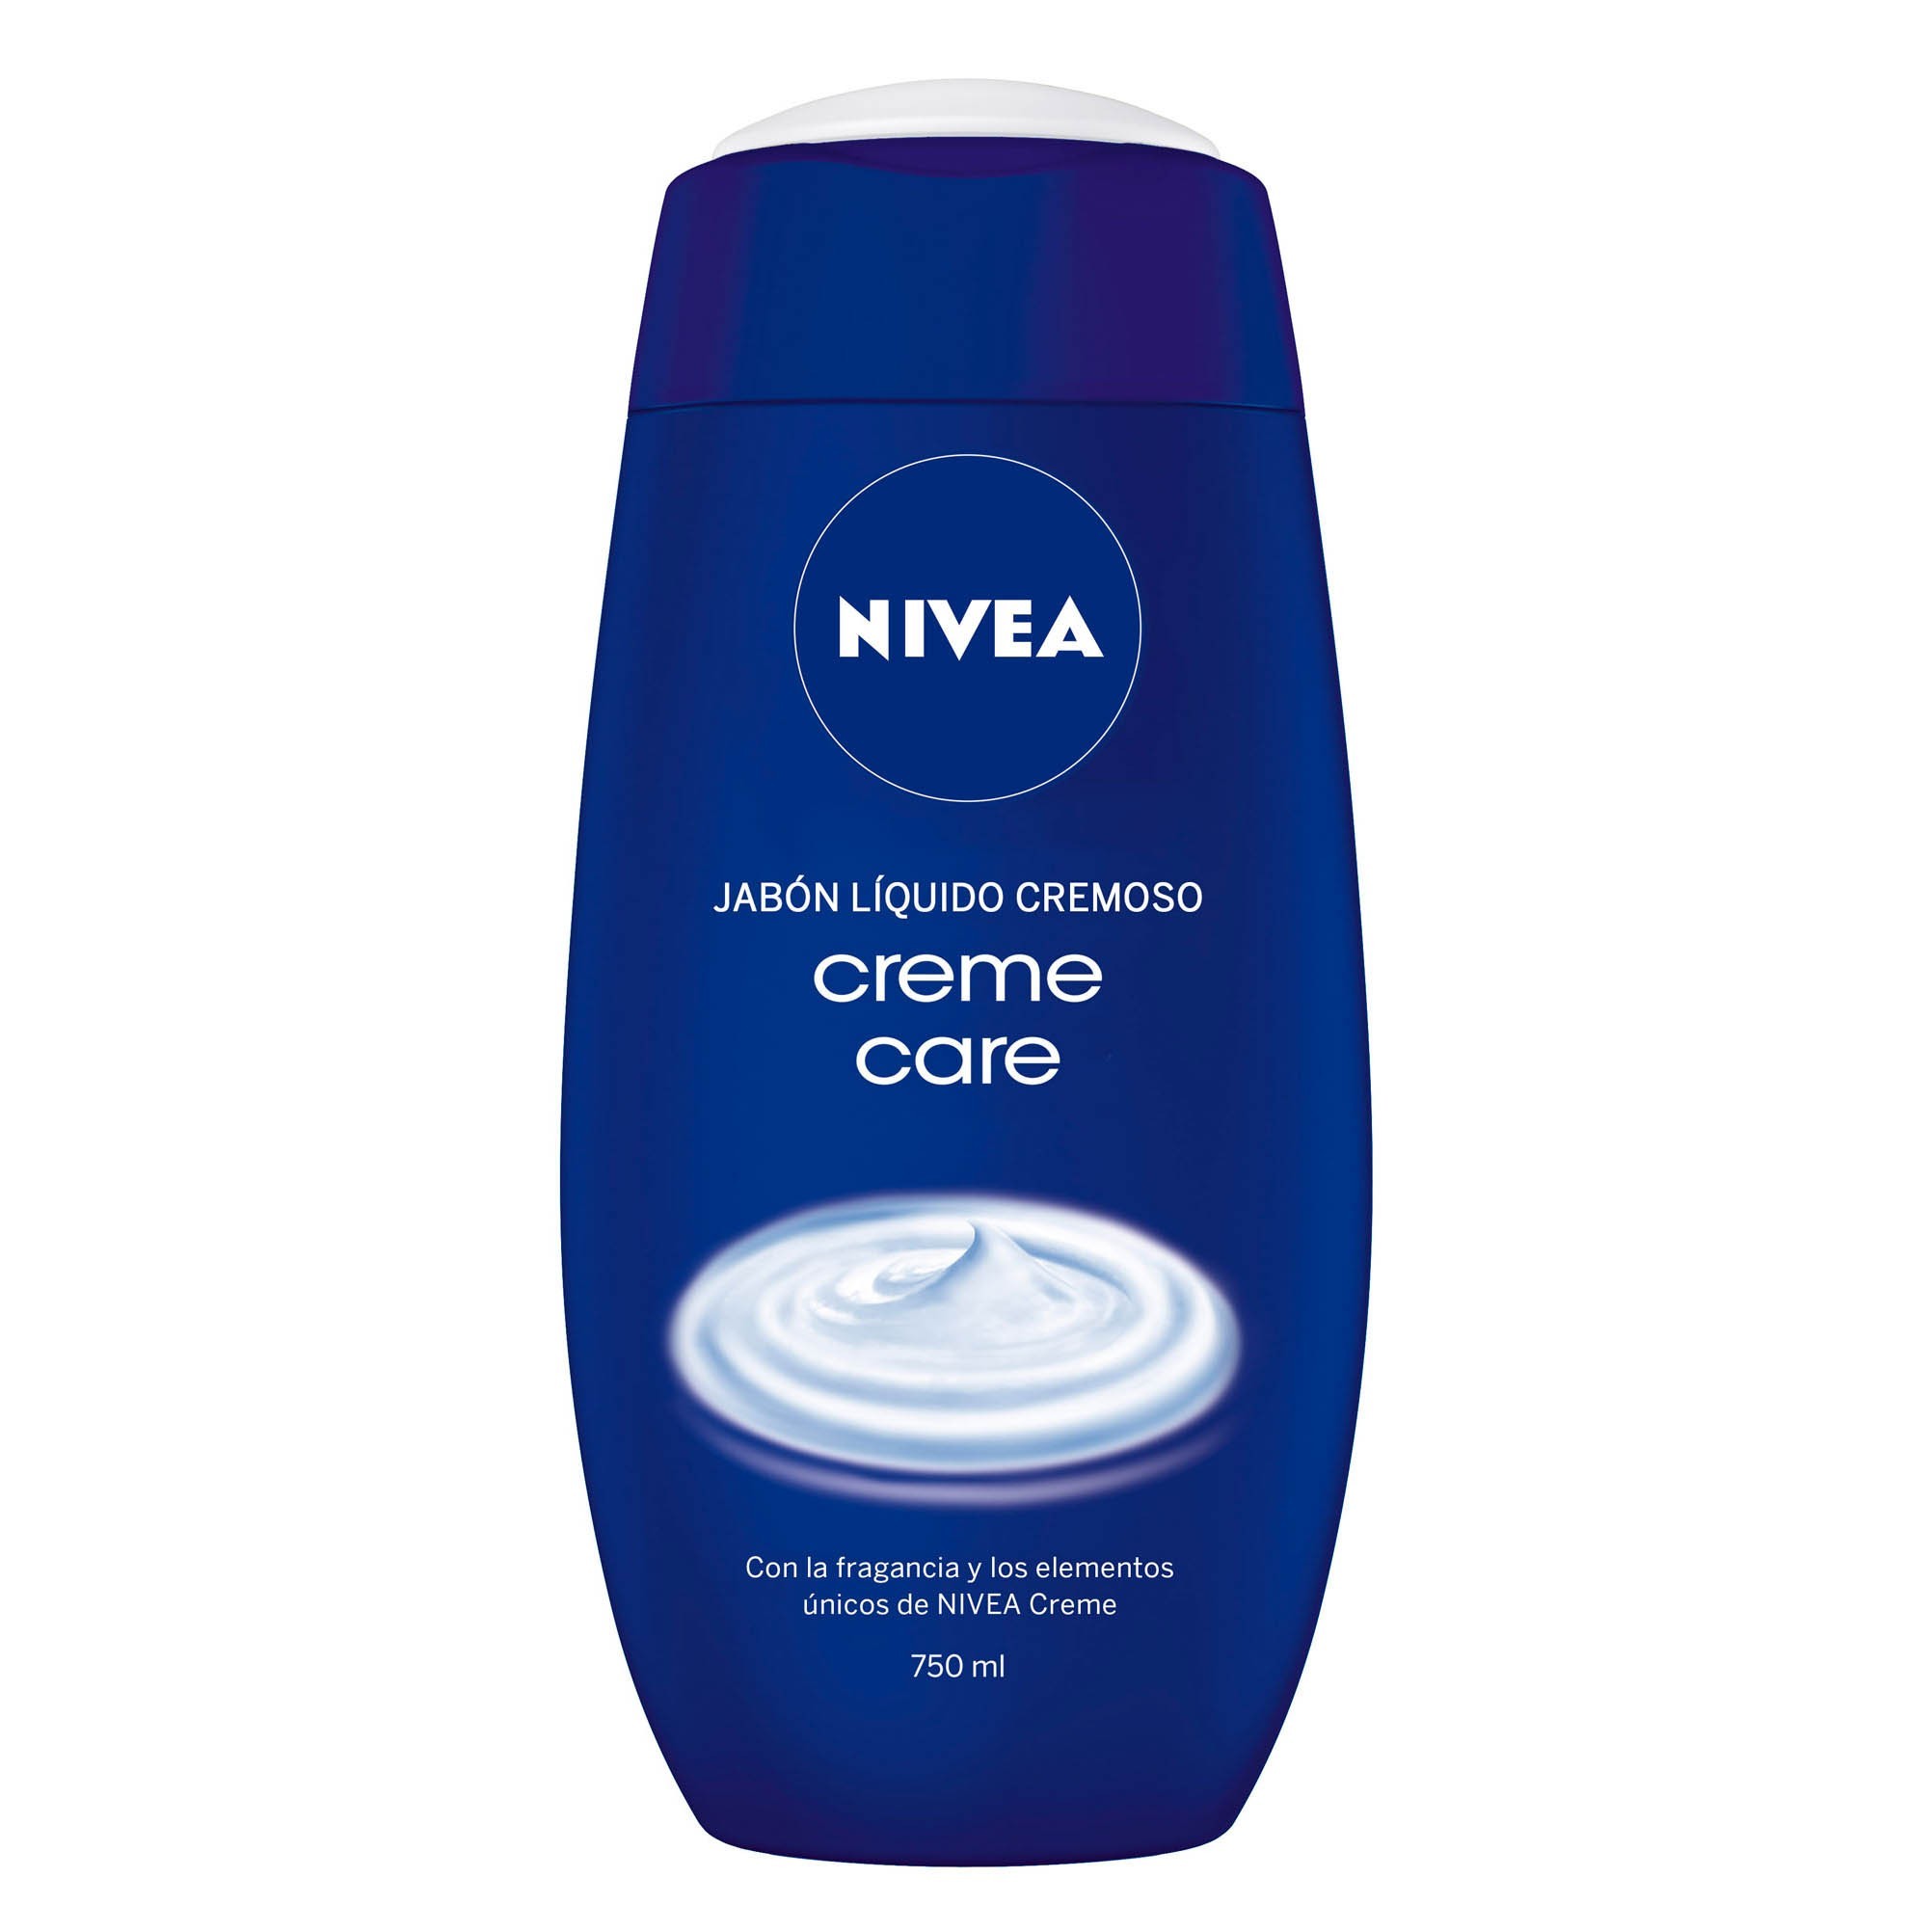 NIVEA
JABÓN LÍQUIDO CREMOSO
creme
care
Con la fragancia y los elementos
únicos de NIVEA Creme
750 ml